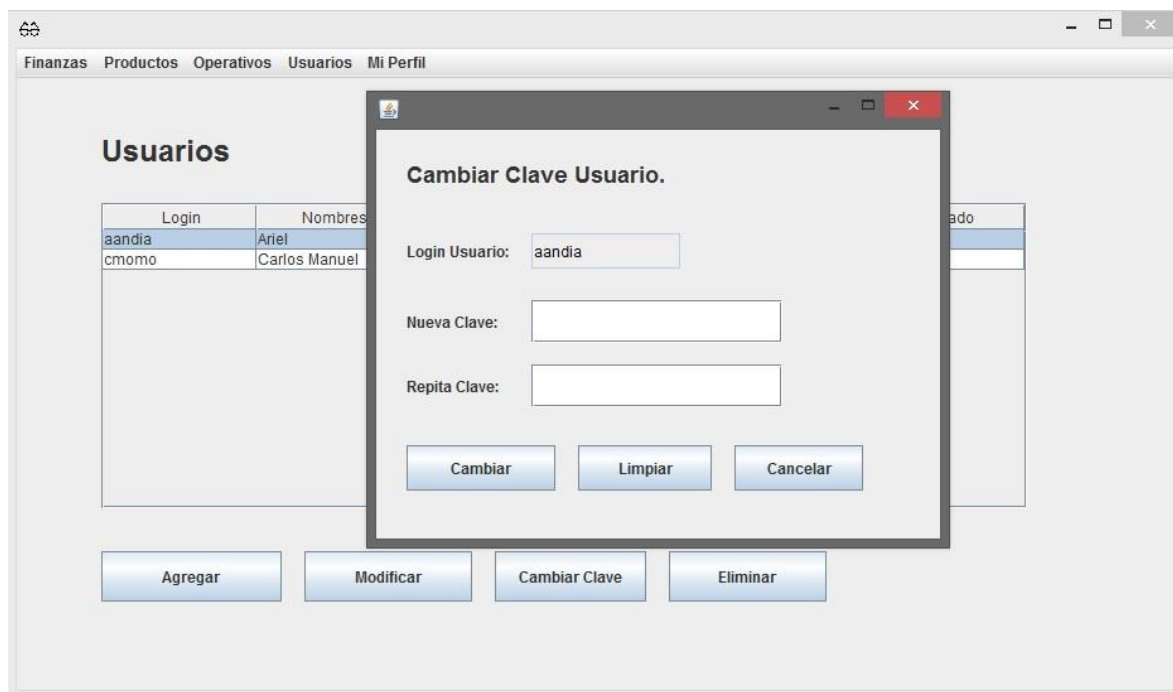 Finanzas Productos Operativos Usuarios Mi Perfil
Usuarios
Login Nombres ado
aandia Ariel
cmomo Carlos Manuel
Agregar Modificar Cambiar Clave Eliminar
Cambiar Clave Usuario.
Login Usuario: aandia
Nueva Clave:
Repita Clave:
Cambiar Limpiar Cancelar